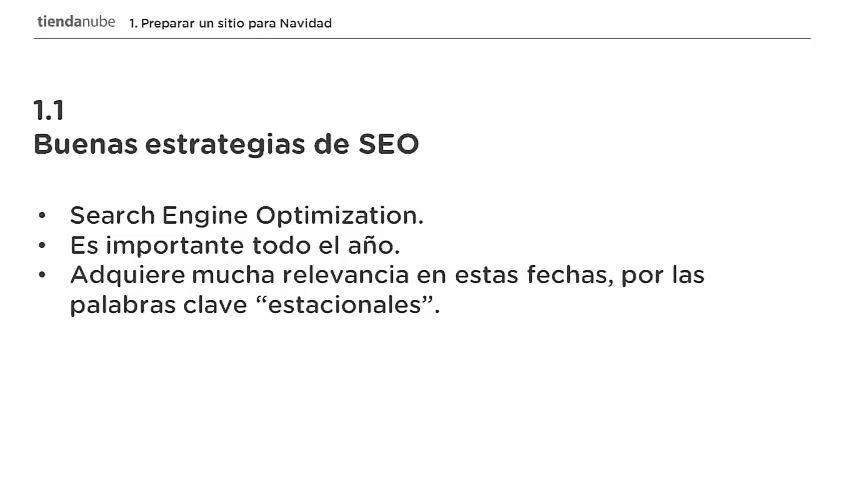 tiendanube 1. Preparar un sitio para Navidad
1.1
Buenas estrategias de SEO
• Search Engine Optimization.
• Es importante todo el año.
• Adquiere mucha relevancia en estas fechas, por las
palabras clave “estacionales”.